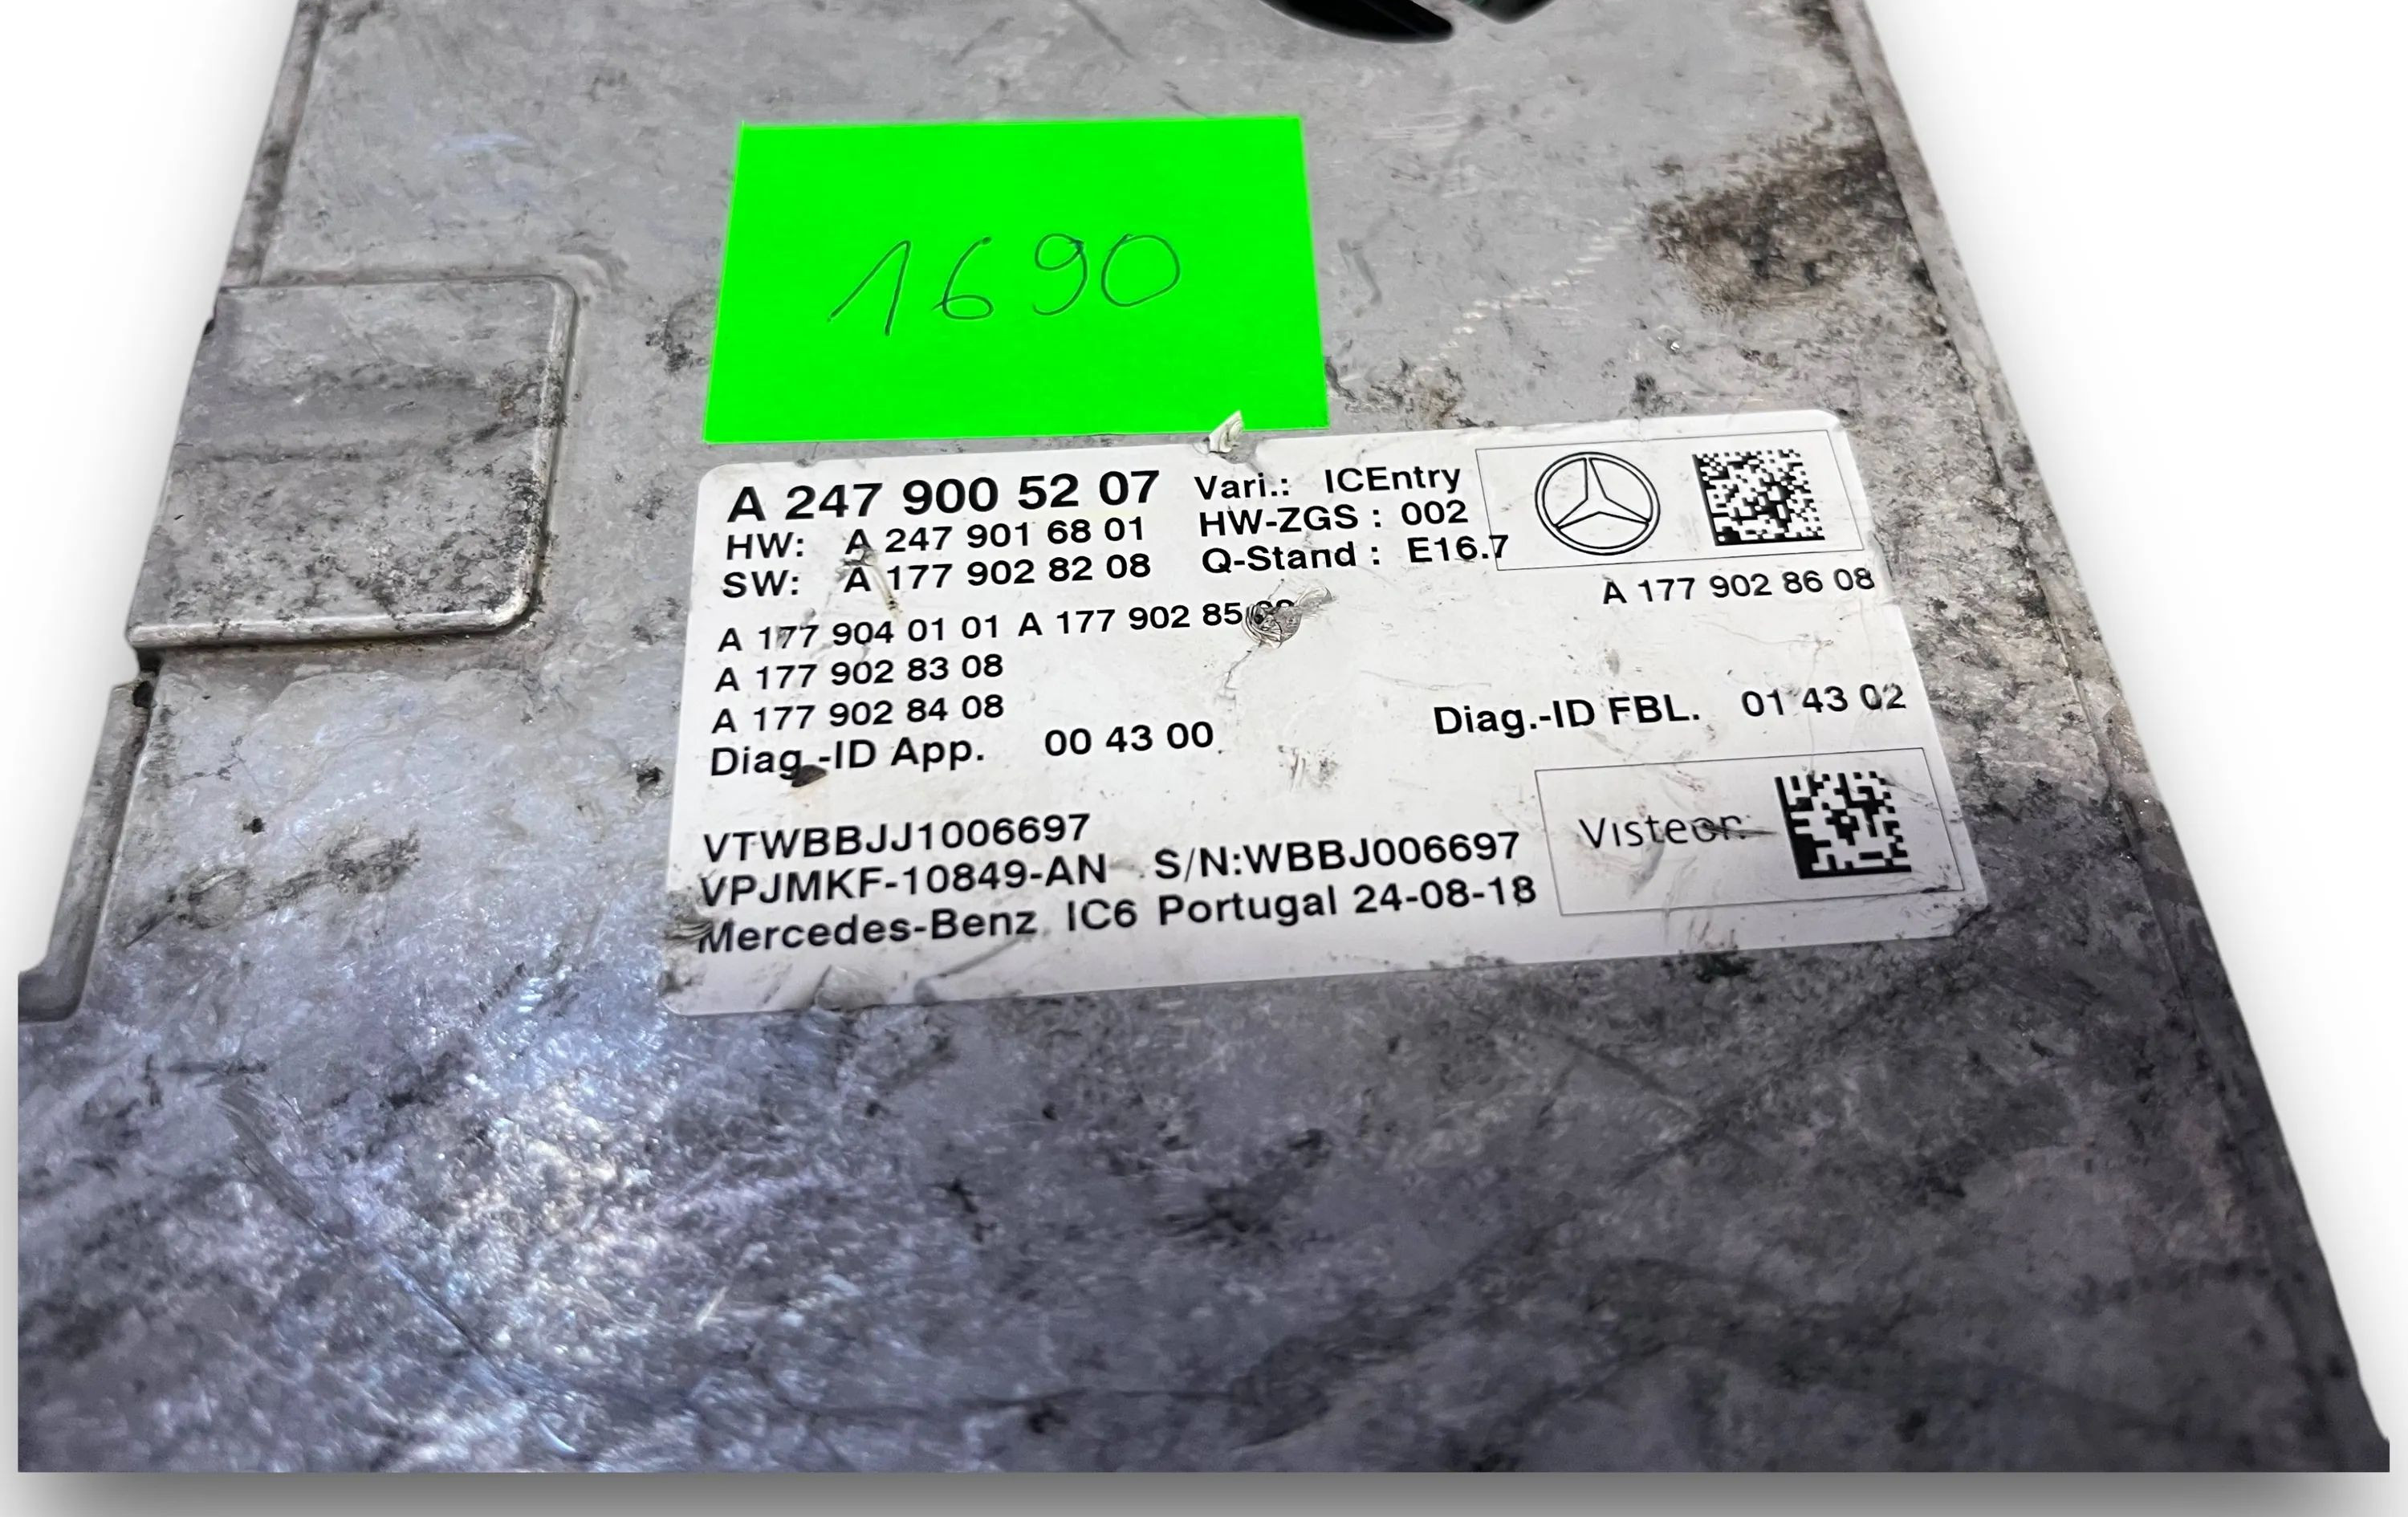 1690
A 247 900 52 07 Vari.: ICEntry
HW: A 247 901 68 01 HW-ZGS : 002
SW: A 177 902 82 08 Q-Stand : E16.7
A 177 902 86 08
A 177 904 01 01 A 177 902 85
A 177 902 83 08
A 177 902 84 08
Diag.-ID App. 00 43 00 Diag.-ID FBL. 01 43 02
VTWBBJJ1006697
VPJMKF-10849-AN S/N:WBBJ006697
Mercedes-Benz IC6 Portugal 24-08-18
Visteon